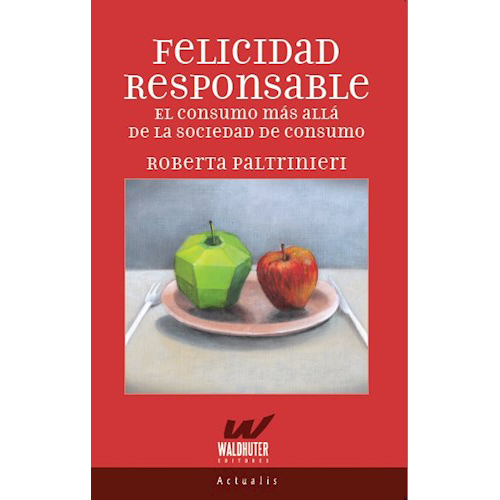 Felicidad
Responsable
El consumo más allá
de la sociedad de consumo
Roberta Paltrinieri
WALDHUTER
EDITORES
Actualis